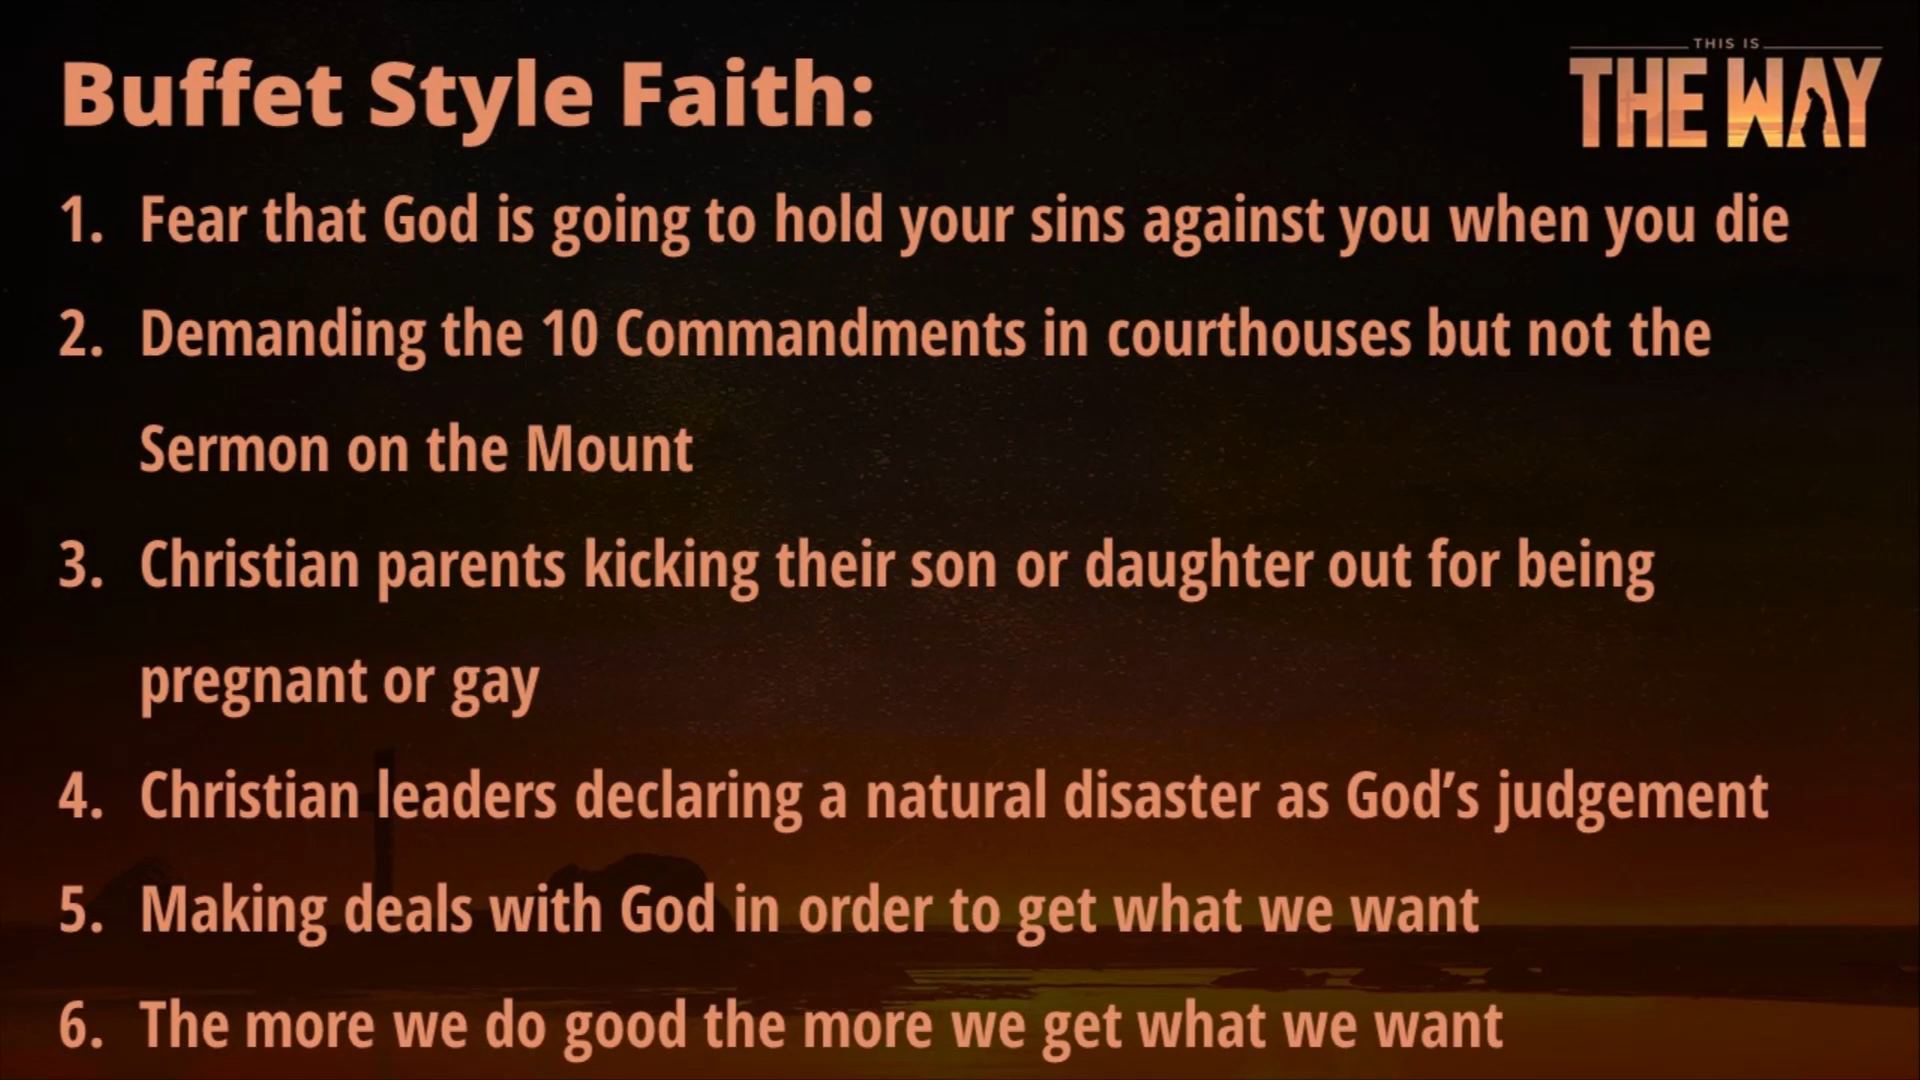 Buffet Style Faith:
THIS IS
THE WAY
1. Fear that God is going to hold your sins against you when you die
2. Demanding the 10 Commandments in courthouses but not the
Sermon on the Mount
3. Christian parents kicking their son or daughter out for being
pregnant or gay
4. Christian leaders declaring a natural disaster as God’s judgement
5. Making deals with God in order to get what we want
6. The more we do good the more we get what we want